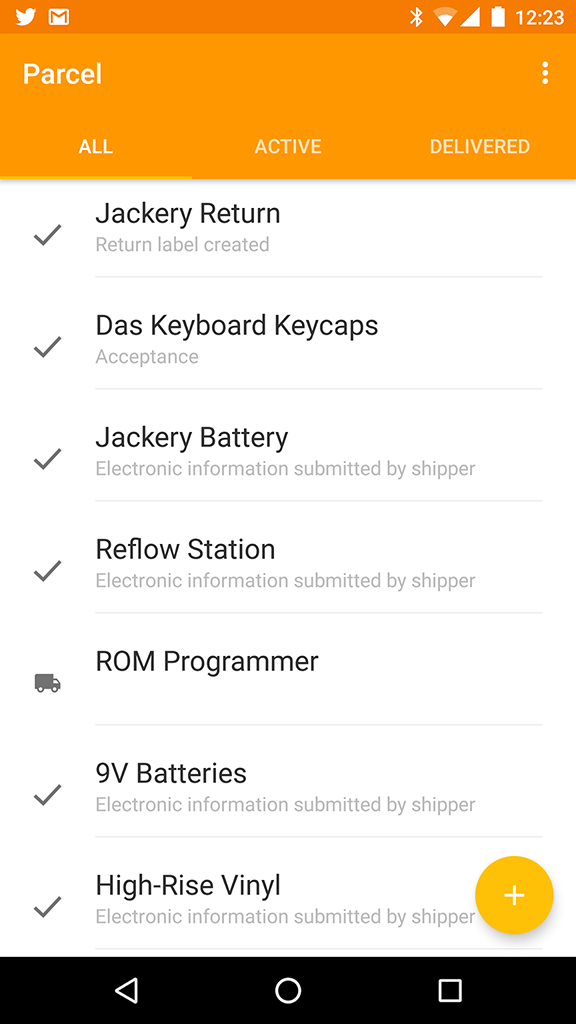 12:23
Parcel
ALL ACTIVE DELIVERED
Jackery Return
Return label created
Das Keyboard Keycaps
Acceptance
Jackery Battery
Electronic information submitted by shipper
Reflow Station
Electronic information submitted by shipper
ROM Programmer
9V Batteries
Electronic information submitted by shipper
High-Rise Vinyl
Electronic information submitted by shipper